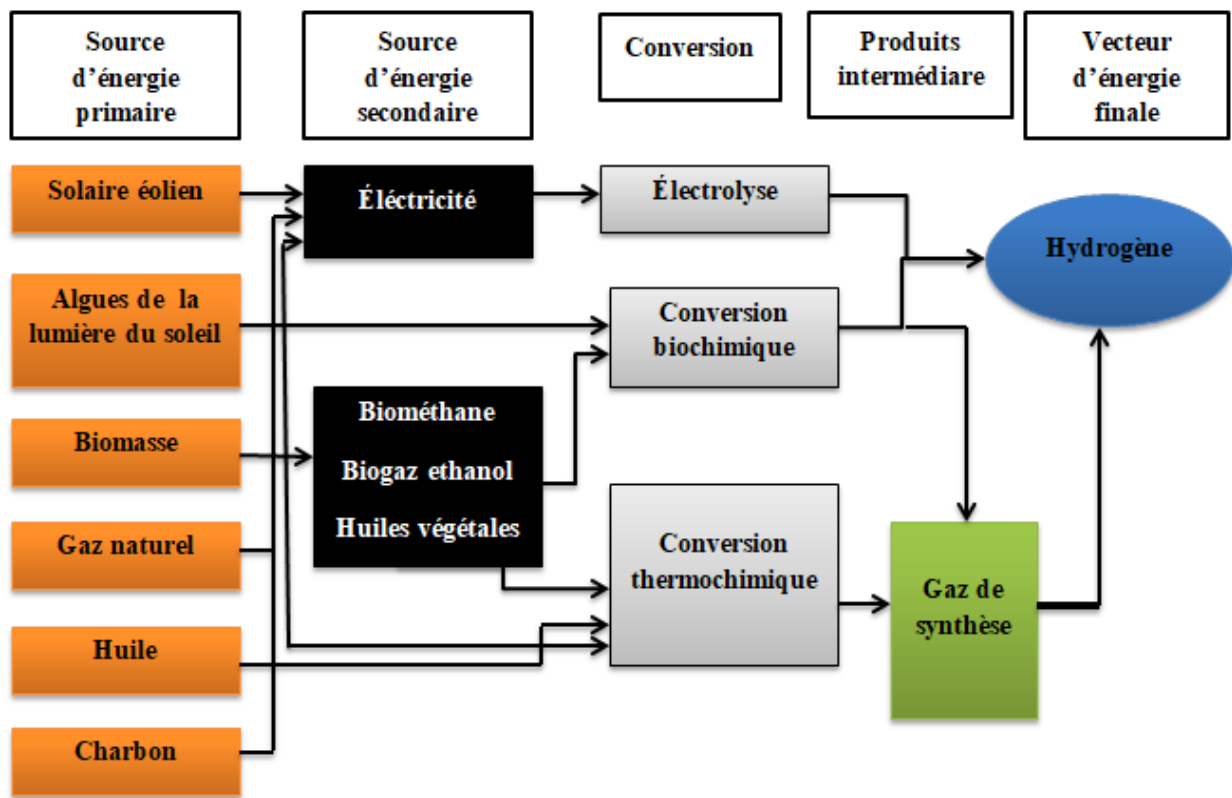 Source
d'énergie
primaire
Source
d'énergie
secondaire
Conversion
Produits
intermédiare
Vecteur
d'énergie
finale
Solaire éolien
Éléctricité
Électrolyse
Hydrogène
Algues de la
lumière du soleil
Conversion
biochimique
Biomasse
Biométhane
Biogaz ethanol
Huiles végétales
Gaz naturel
Conversion
thermochimique
Gaz de
synthèse
Huile
Charbon